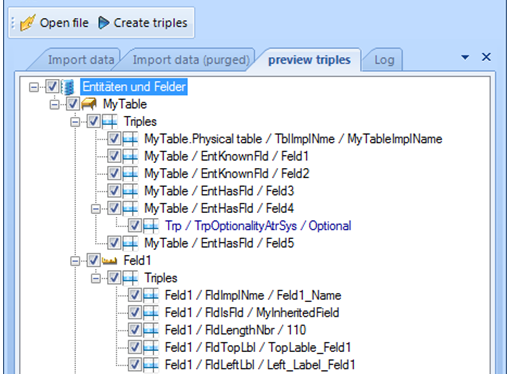 Open file Create triples
Import data Import data (purged) preview triples Log
Entitäten und Felder
MyTable
Triples
MyTable.Physical table / TblImplNme / MyTableImplName
MyTable / EntKnownFld / Feld1
MyTable / EntKnownFld / Feld2
MyTable / EntHasFld / Feld3
MyTable / EntHasFld / Feld4
Trp / TrpOptionalityAtrSys / Optional
MyTable / EntHasFld / Feld5
Feld1
Triples
Feld1 / FldImplNme / Feld1_Name
Feld1 / FldIsFld / MyInheritedField
Feld1 / FldLengthNbr / 110
Feld1 / FldTopLbl / TopLable_Feld1
Feld1 / FldLeftLbl / Left_Label_Feld1